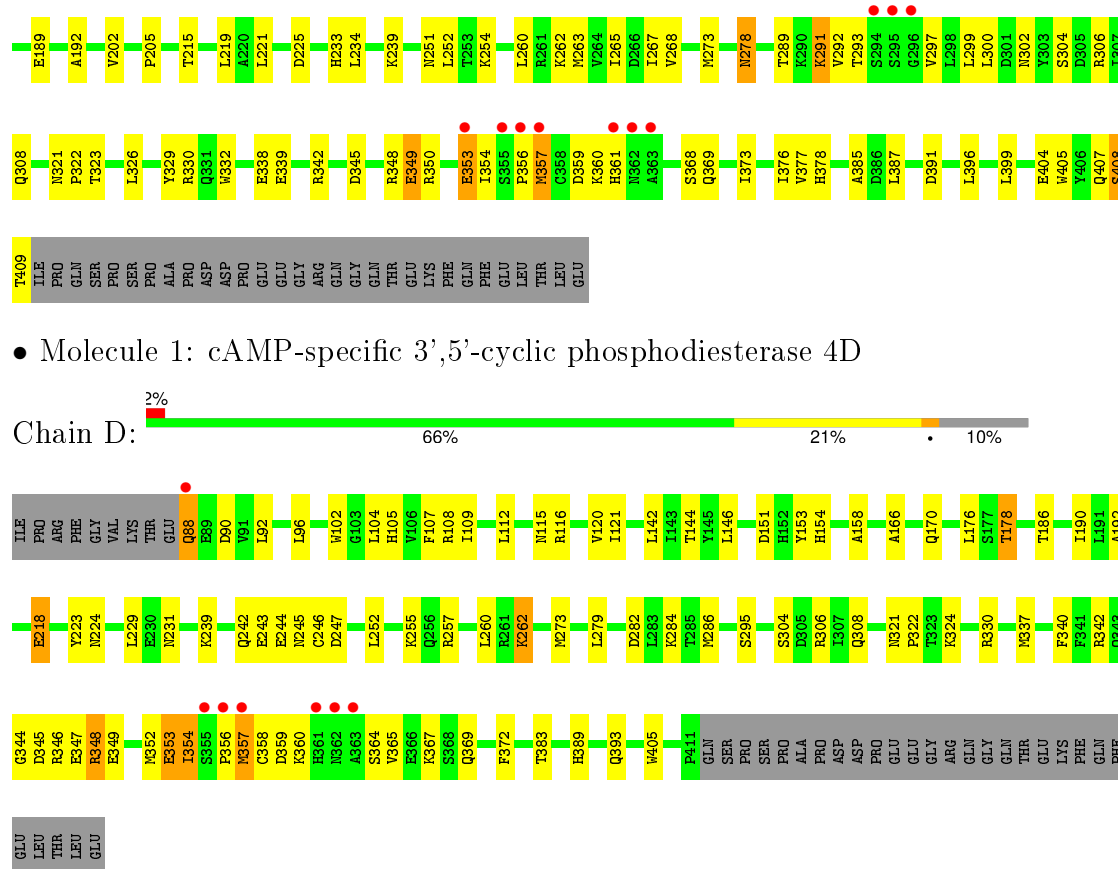 E189 A192 V202 P205 T215 L219 A220 L221 D225 H233 L234 K239 N251 L252 T253 K254 L260 R261 K262 M263 V264 I265 D266 I267 V268 M273 N278 T289 K290 K291 V292 T293 S294 S295 G296 V297 L298 L299 L300 D301 N302 Y303 S304 D305 R306 I307
Q308 N321 P322 T323 L326 Y329 R330 Q331 W332 E338 E339 R342 D345 R348 E349 R350 E353 I354 S355 P356 M357 C358 D359 K360 H361 N362 A363 S368 Q369 I373 I376 V377 H378 A385 D386 L387 D391 L396 L399 E404 W405 Y406 Q407 S408
T409 ILE PRO GLN SER PRO SER PRO ALA PRO ASP ASP PRO GLU GLU GLY ARG GLN GLY GLN THR GLU LYS PHE GLN PHE GLU LEU THR LEU GLU
• Molecule 1: cAMP-specific 3',5'-cyclic phosphodiesterase 4D
2%
Chain D:
66% 21% • 10%
ILE PRO ARG PHE GLY VAL LYS THR GLU Q88 E89 D90 V91 L92 L96 W102 G103 L104 H105 V106 F107 R108 I109 L112 N115 R116 V120 I121 L142 I143 T144 Y145 L146 D151 H152 Y153 H154 A158 A166 Q170 L176 S177 T178 T186 I190 L191 A192
E218 Y223 N224 L229 E230 N231 K239 Q242 E243 E244 N245 C246 D247 L252 K255 Q256 R257 L260 R261 K262 M273 L279 D282 L283 K284 T285 M286 S295 S304 D305 R306 I307 Q308 N321 P322 T323 K324 R330 M337 F340 F341 R342 G343
G344 D345 R346 E347 R348 E349 M352 E353 I354 S355 P356 M357 C358 D359 K360 H361 N362 A363 S364 V365 E366 K367 S368 Q369 F372 T383 H389 Q393 W405 P411 GLN SER PRO SER PRO ALA PRO ASP ASP PRO GLU GLU GLY ARG GLN GLY GLN THR GLU LYS PHE GLN PHE
GLU LEU THR LEU GLU